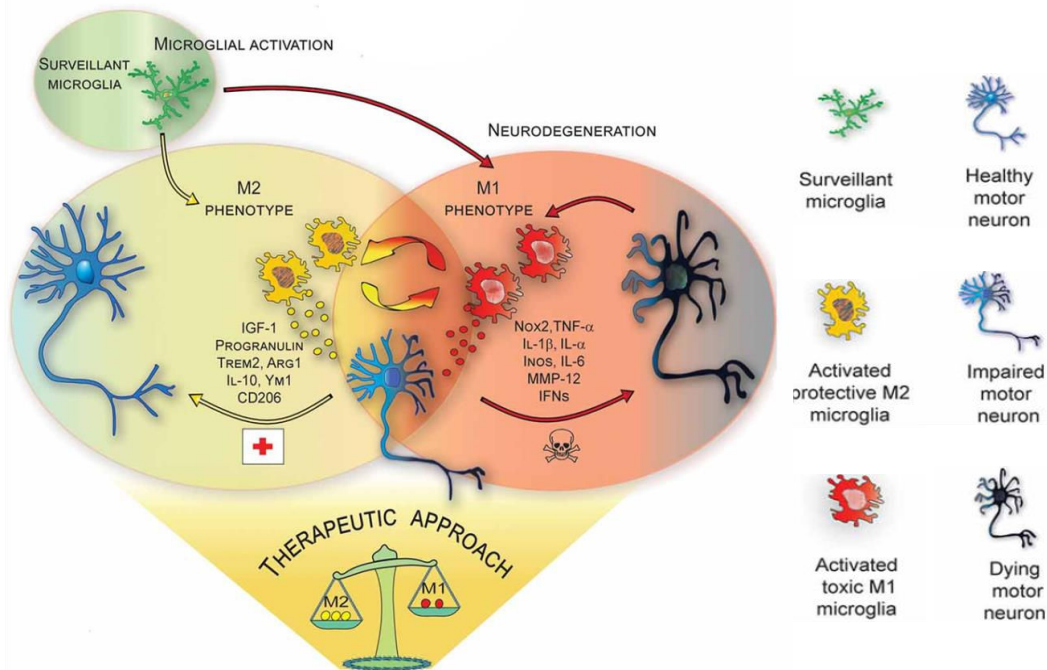 MICROGLIAL ACTIVATION
SURVEILLANT
MICROGLIA
NEURODEGENERATION
M2
PHENOTYPE
M1
PHENOTYPE
IGF-1
PROGRANULIN
TREM2, ARG1
IL-10, YM1
CD206
NOX2,TNF-α
IL-1β, IL-α
INOS, IL-6
MMP-12
IFNS
THERAPEUTIC APPROACH
M2
M1
Surveillant
microglia
Healthy
motor
neuron
Activated
protective M2
microglia
Impaired
motor
neuron
Activated
toxic M1
microglia
Dying
motor
neuron